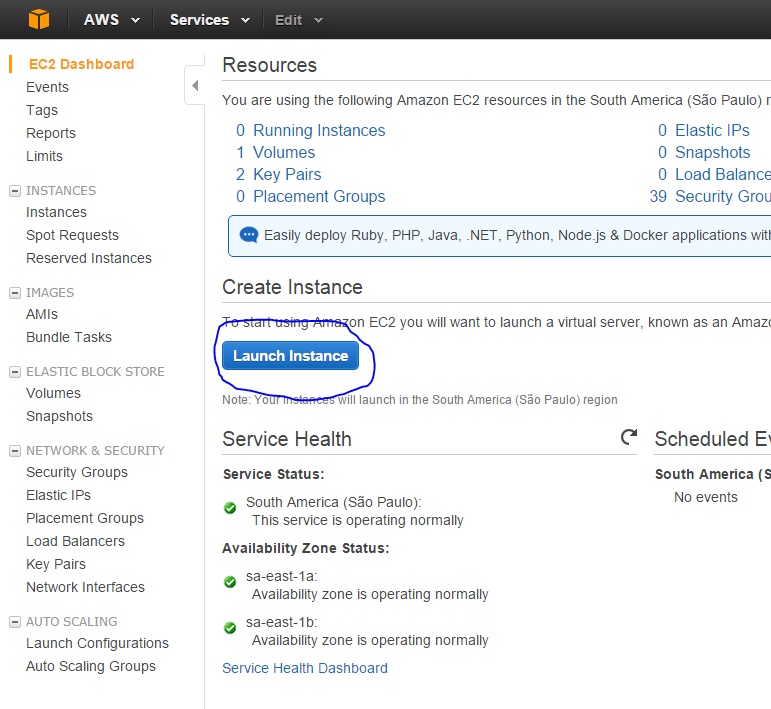 AWS Services Edit
EC2 Dashboard
Events
Tags
Reports
Limits
INSTANCES
Instances
Spot Requests
Reserved Instances
IMAGES
AMIs
Bundle Tasks
ELASTIC BLOCK STORE
Volumes
Snapshots
NETWORK & SECURITY
Security Groups
Elastic IPs
Placement Groups
Load Balancers
Key Pairs
Network Interfaces
AUTO SCALING
Launch Configurations
Auto Scaling Groups
Resources
You are using the following Amazon EC2 resources in the South America (São Paulo) r
0 Running Instances
1 Volumes
2 Key Pairs
0 Placement Groups
0 Elastic IPs
0 Snapshots
0 Load Balance
39 Security Grou
Easily deploy Ruby, PHP, Java, .NET, Python, Node.js & Docker applications with
Create Instance
To start using Amazon EC2 you will want to launch a virtual server, known as an Amazo
Launch Instance
Note: Your instances will launch in the South America (São Paulo) region
Service Health
Service Status:
South America (São Paulo):
This service is operating normally
Availability Zone Status:
sa-east-1a:
Availability zone is operating normally
sa-east-1b:
Availability zone is operating normally
Service Health Dashboard
Scheduled Ev
South America (S
No events